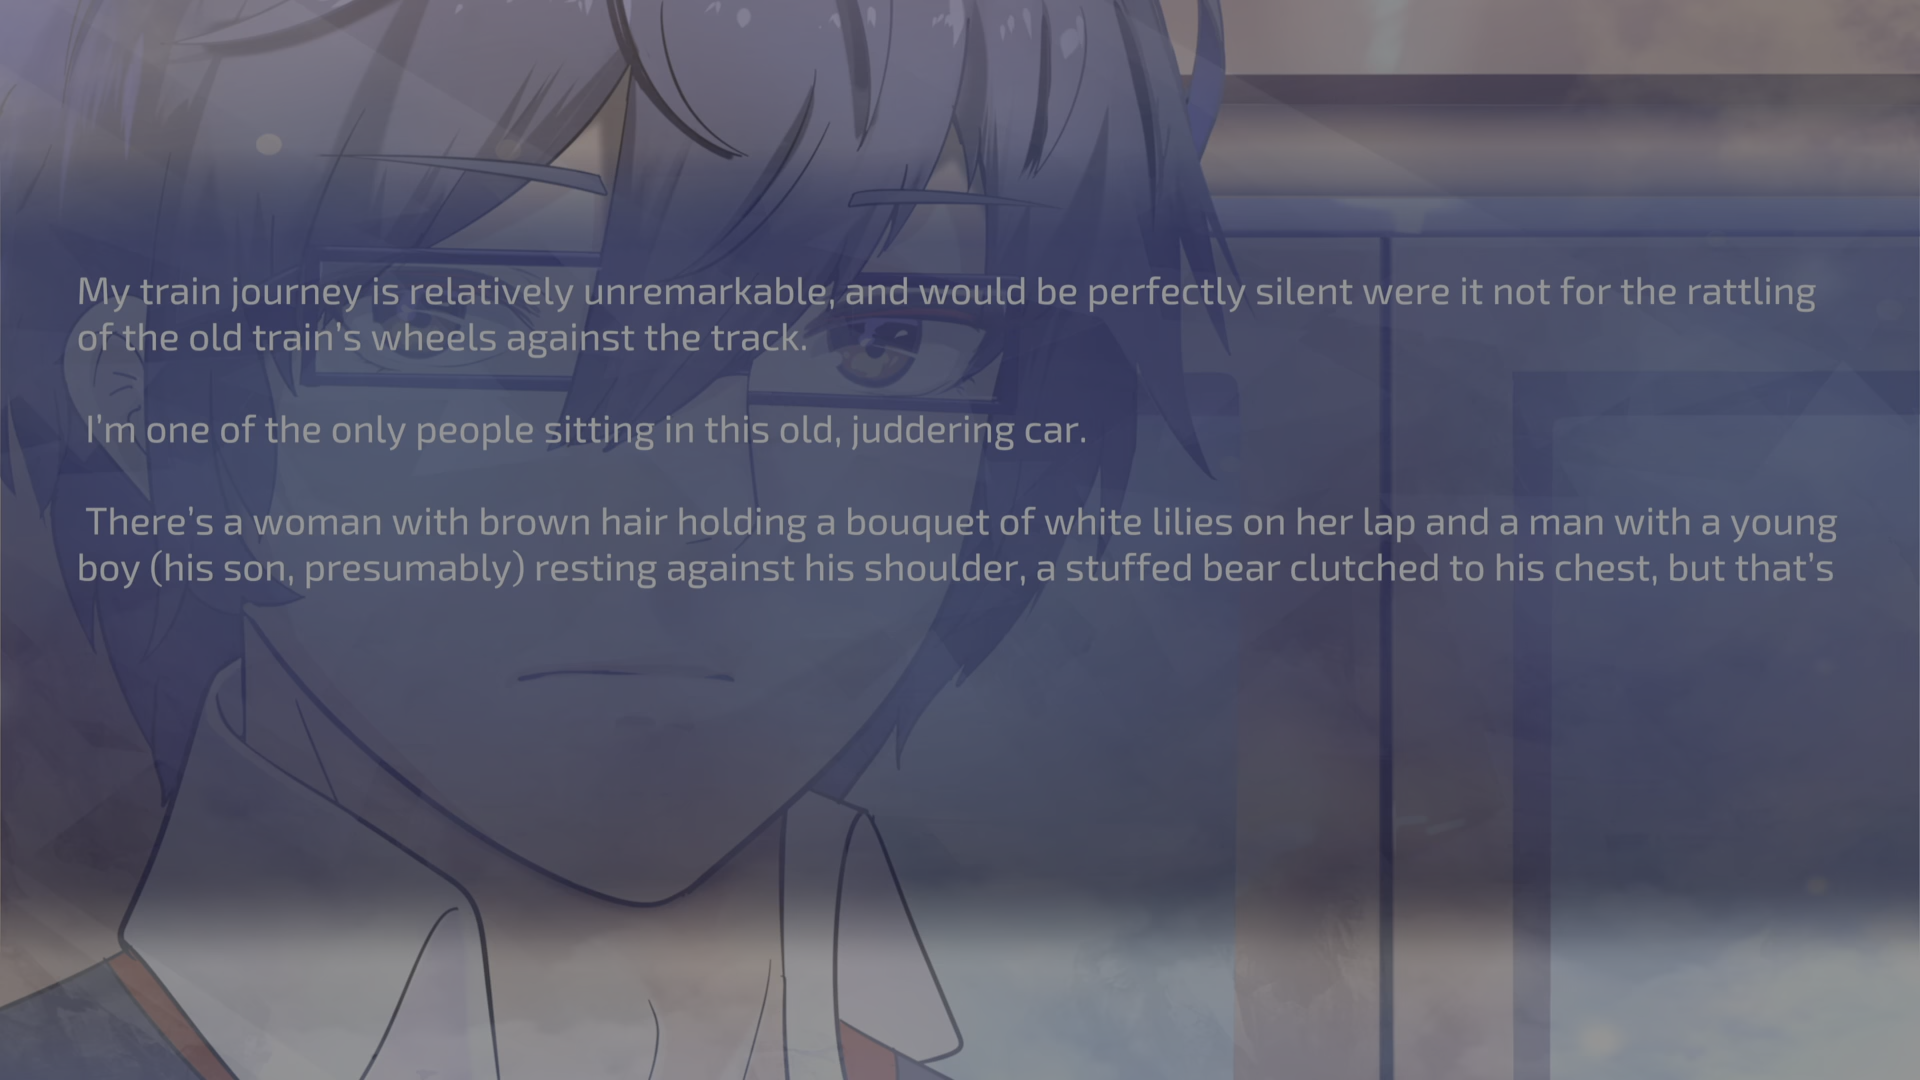 My train journey is relatively unremarkable, and would be perfectly silent were it not for the rattling
of the old train's wheels against the track.
I'm one of the only people sitting in this old, juddering car.
There's a woman with brown hair holding a bouquet of white lilies on her lap and a man with a young
boy (his son, presumably) resting against his shoulder, a stuffed bear clutched to his chest, but that's